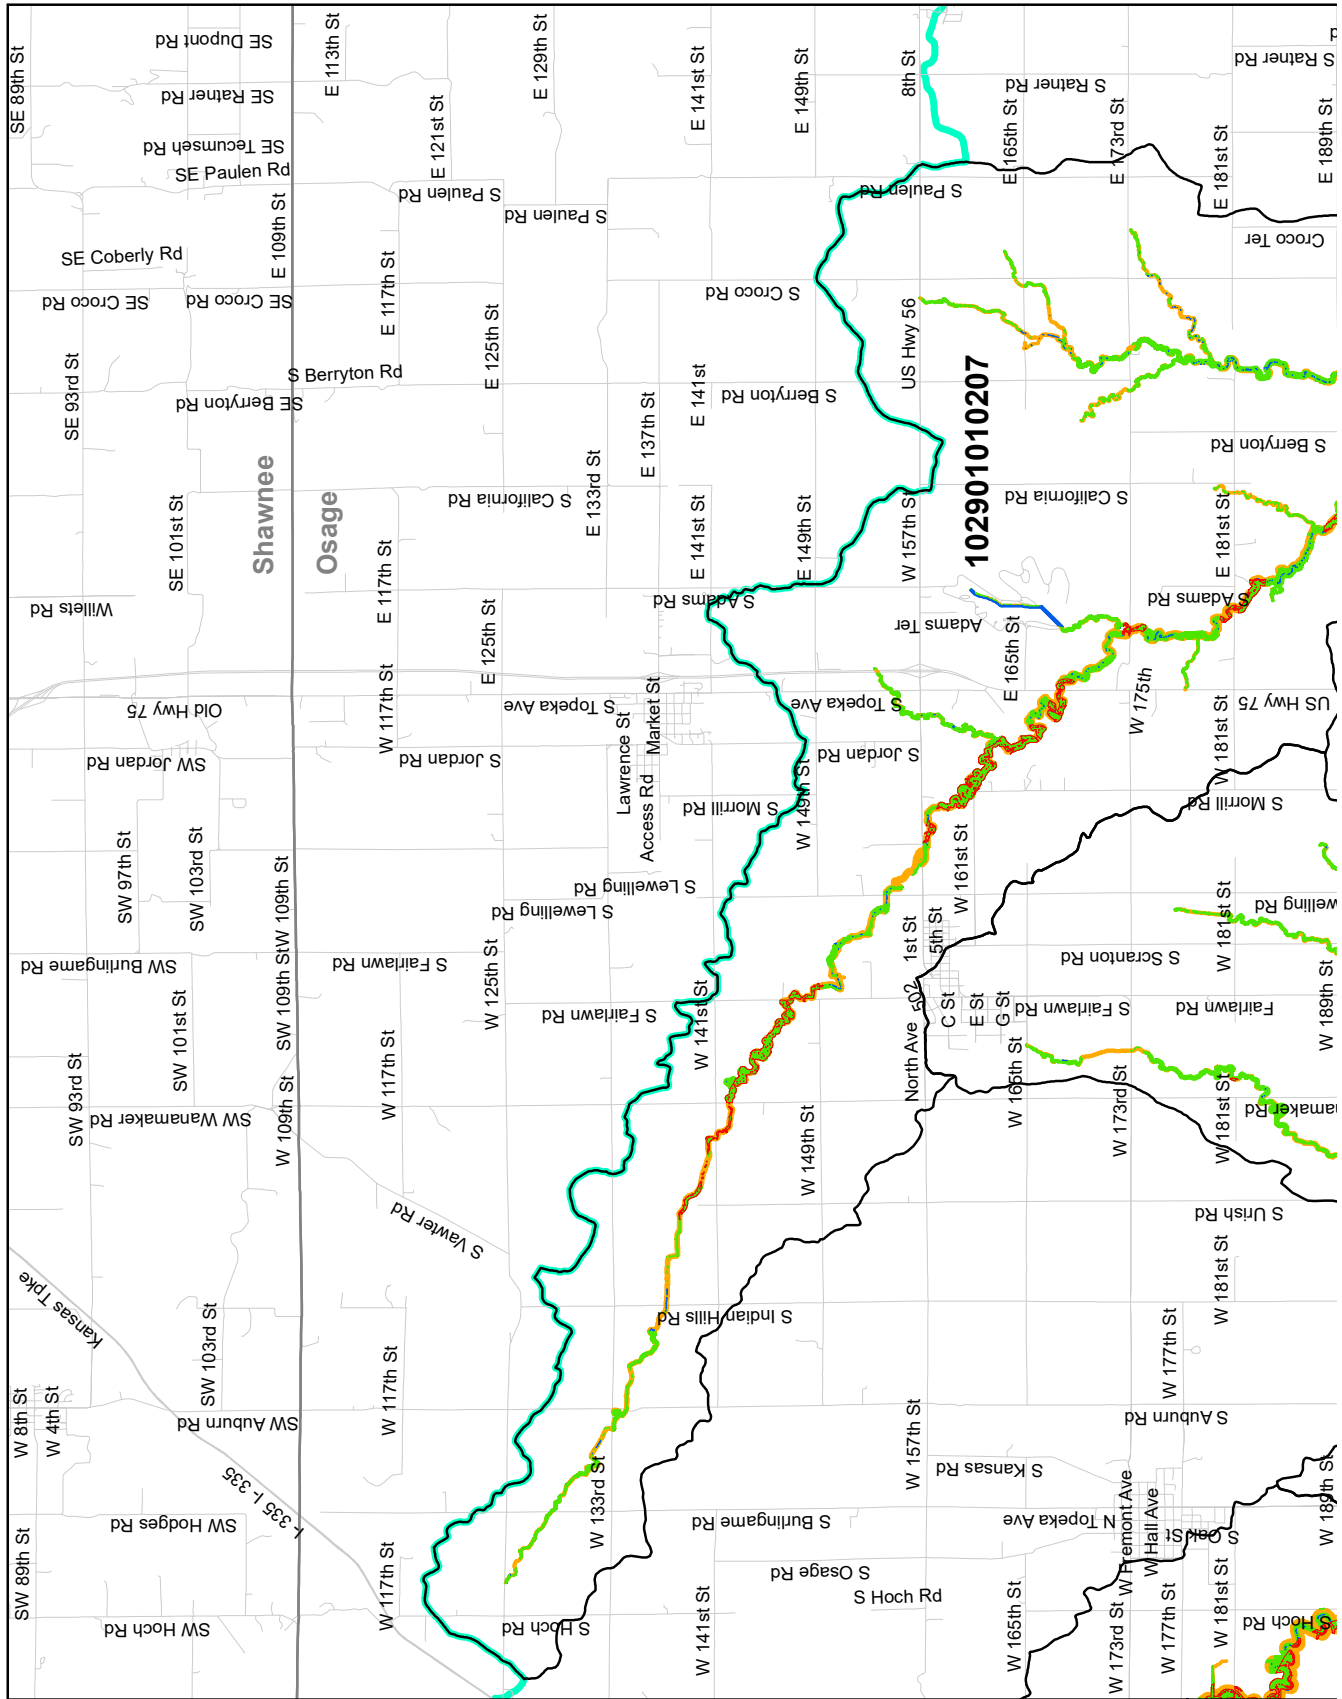 SE 89th St
SE Dupont Rd
SE Ratner Rd
SE Tecumseh Rd
SE Paulen Rd
E 113th St
E 121st St
E 129th St
E 141st St
E 149th St
8th St
S Ratner Rd
S Ratner Rd
E 165th St
E 173rd St
E 181st St
E 189th St
SE Coberly Rd
E 109th St
S Paulen Rd
S Paulen Rd
S Paulen Rd
Croco Ter
SE Croco Rd
SE Croco Rd
E 117th St
E 125th St
S Croco Rd
US Hwy 56
SE 93rd St
SE Berryton Rd
S Berryton Rd
E 137th St
E 141st
S Berryton Rd
S Berryton Rd
102901010207
SE 101st St
Shawnee
Osage
S California Rd
E 133rd St
E 141st St
E 149th St
W 157th St
S California Rd
E 181st St
Willets Rd
E 117th St
E 125th St
S Adams Rd
Adams Ter
E 165th St
S Adams Rd
Old Hwy 75
W 117th St
S Topeka Ave
Lawrence St
Market St
Access Rd
S Topeka Ave
W 175th
W 181st St
US Hwy 75
SW Jordan Rd
S Jordan Rd
S Jordan Rd
S Morrill Rd
W 149th St
S Morrill Rd
SW 97th St
SW 103rd St
W 109th St
SW 109th St
S Lewelling Rd
S Lewelling Rd
W 161st St
1st St
5th St
W 181st St
SW Burlingame Rd
SW 101st St
S Fairlawn Rd
W 125th St
S Fairlawn Rd
W 141st St
North Ave
502
C St
E St
G St
S Scranton Rd
S Fairlawn Rd
Fairlawn Rd
W 189th St
SW 93rd St
SW Wanamaker Rd
W 109th St
W 117th St
W 149th St
W 165th St
W 173rd St
W 181st St
S Vawter Rd
S Urish Rd
Kansas Tpke
SW 103rd St
S Indian Hills Rd
W 181st St
W 177th St
W 8th St
W 4th St
SW Auburn Rd
W 117th St
W 157th St
S Auburn Rd
I- 335 I- 335
W 133rd St
S Kansas Rd
SW 89th St
SW Hodges Rd
W 117th St
S Burlingame Rd
N Topeka Ave
W Fremont Ave
W Hall Ave
S Oak St
W 189th St
S Osage Rd
S Hoch Rd
SW Hoch Rd
S Hoch Rd
W 141st St
W 165th St
W 173rd St
W 177th St
W 181st St
S Hoch Rd